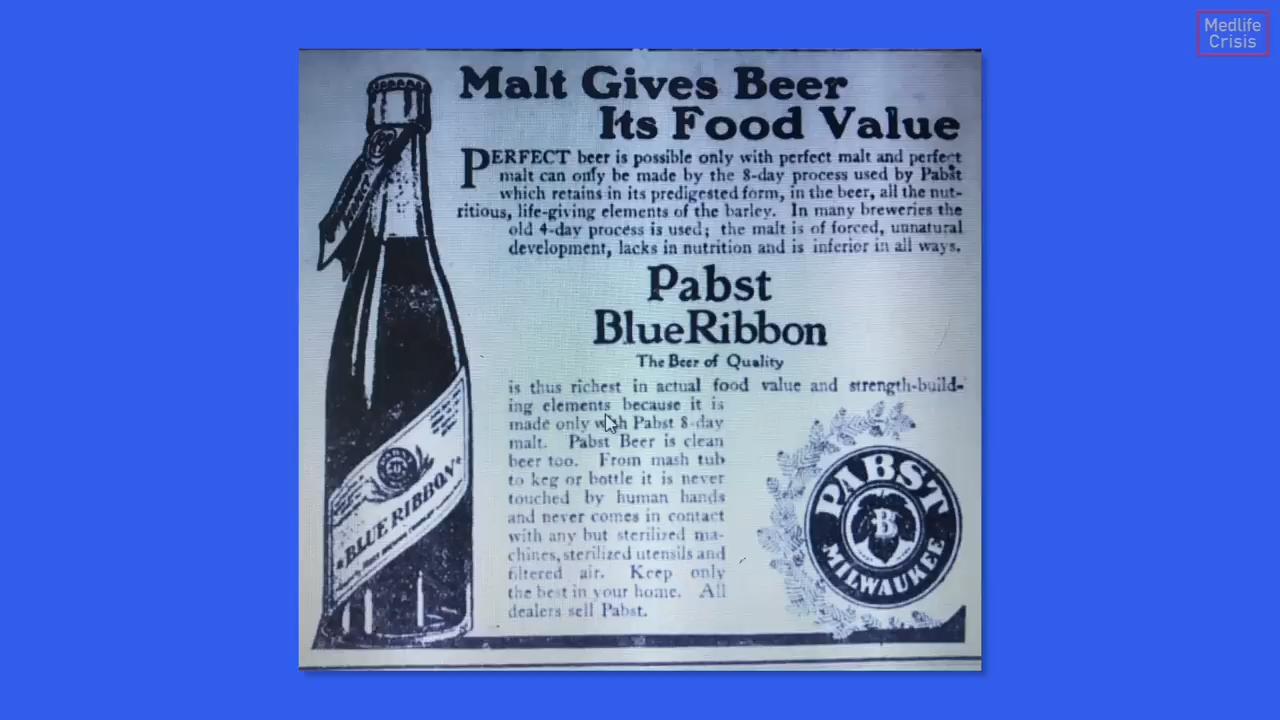 Medlife
Crisis
Malt Gives Beer
Its Food Value
PERFECT beer is possible only with perfect malt and perfect
malt can only be made by the 8-day process used by Pabst
which retains in its predigested form, in the beer, all the nut-
ritious, life-giving elements of the barley. In many breweries the
old 4-day process is used; the malt is of forced, unnatural
development, lacks in nutrition and is inferior in all ways.
Pabst
BlueRibbon
The Beer of Quality
is thus richest in actual food value and strength-build-
ing elements because it is
made only with Pabst 8-day
malt. Pabst Beer is clean
beer too. From mash tub
to keg or bottle it is never
touched by human hands
and never comes in contact
with any but sterilized ma-
chines, sterilized utensils and
filtered air. Keep only
the best in your home. All
dealers sell Pabst.
BLUE RIBBON
PABST
B
MILWAUKEE